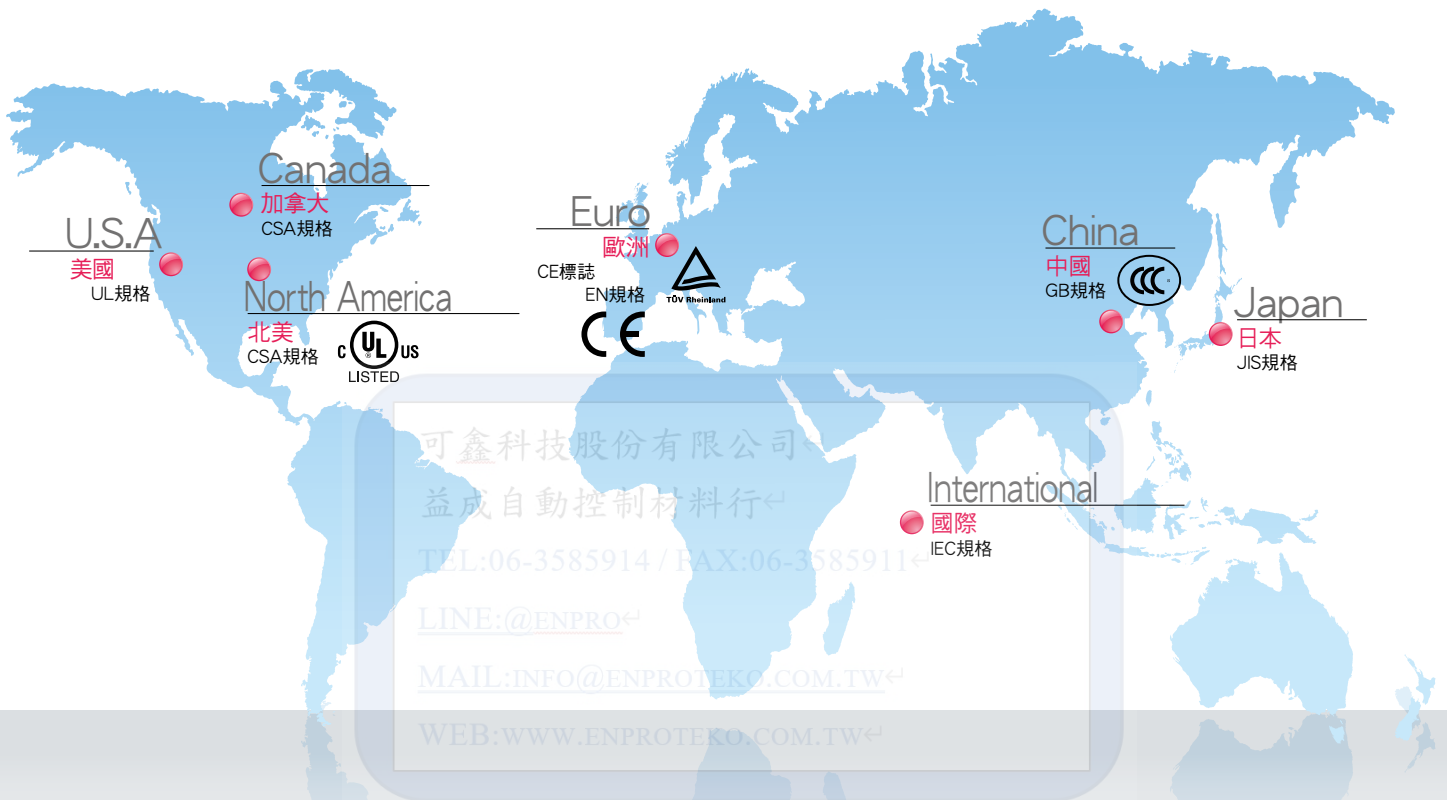 Canada
加拿大
CSA規格
U.S.A
美國
UL規格
North America
北美
CSA規格
C UL US
®
LISTED
Euro
歐洲
CE標誌
EN規格
CE
TÜV Rheinland
China
中國
GB規格
CCC
Japan
日本
JIS規格
International
國際
IEC規格
可鑫科技股份有限公司↵
益成自動控制材料行↵
TEL:06-3585914 / FAX:06-3585911↵
LINE:@ENPRO↵
MAIL:INFO@ENPROTEKO.COM.TW↵
WEB:WWW.ENPROTEKO.COM.TW↵